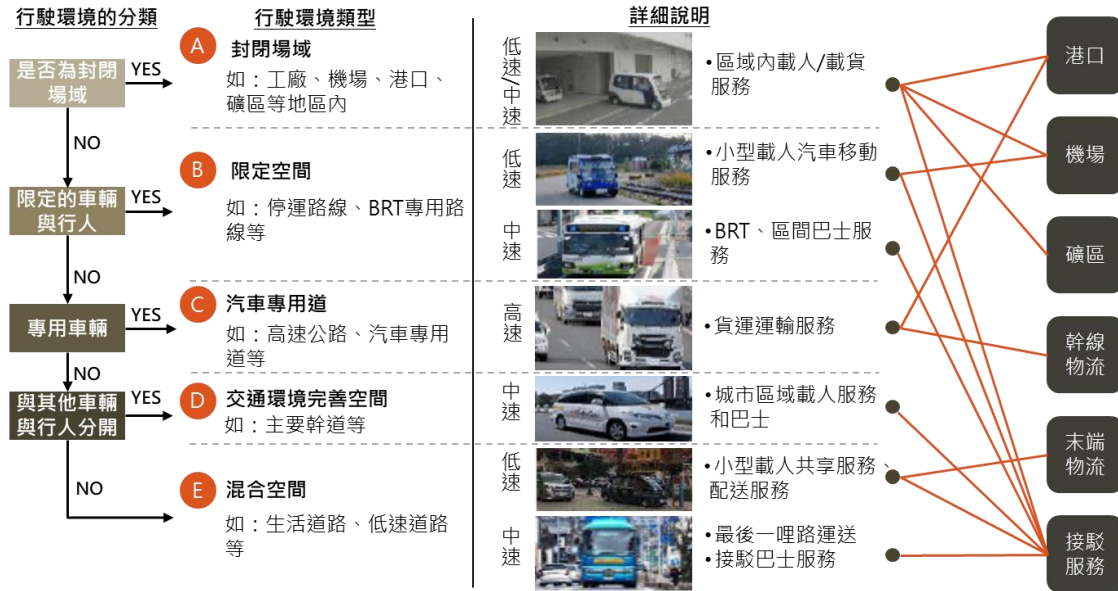 行駛環境的分類
行駛環境類型
詳細說明
是否為封閉
場域
YES
NO
限定的車輛
與行人
YES
NO
專用車輛
YES
NO
與其他車輛
與行人分開
YES
NO
A
封閉場域
如：工廠、機場、港口、
礦區等地區內
B
限定空間
如：停運路線、BRT專用路
線等
C
汽車專用道
如：高速公路、汽車專用
道等
D
交通環境完善空間
如：主要幹道等
E
混合空間
如：生活道路、低速道路
等
低速/中速
•區域內載人/載貨
服務
低速
•小型載人汽車移動
服務
中速
•BRT、區間巴士服
務
高速
•貨運運輸服務
中速
•城市區域載人服務
和巴士
低速
•小型載人共享服務、
配送服務
中速
•最後一哩路運送
•接駁巴士服務
港口
機場
礦區
幹線
物流
末端
物流
接駁
服務